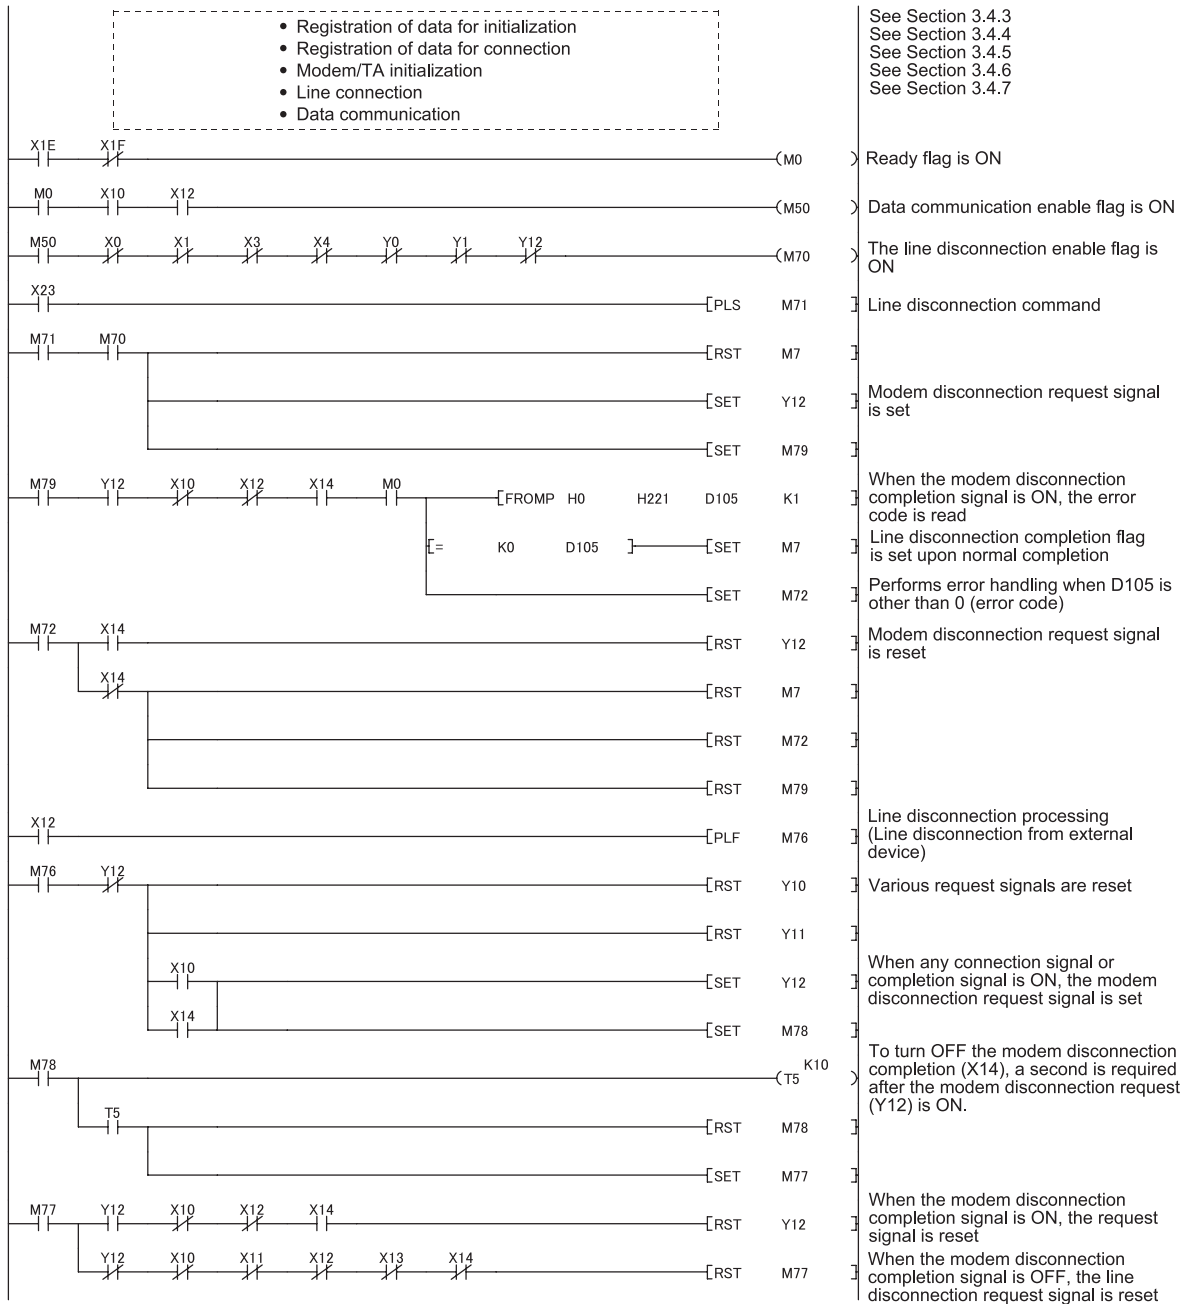 • Registration of data for initialization
• Registration of data for connection
• Modem/TA initialization
• Line connection
• Data communication
See Section 3.4.3
See Section 3.4.4
See Section 3.4.5
See Section 3.4.6
See Section 3.4.7
X1E X1F
M0
Ready flag is ON
M0 X10 X12
M50
Data communication enable flag is ON
M50 X0 X1 X3 X4 Y0 Y1 Y12
M70
The line disconnection enable flag is
ON
X23
PLS M71
Line disconnection command
M71 M70
RST M7
SET Y12
Modem disconnection request signal
is set
SET M79
M79 Y12 X10 X12 X14 M0
FROMP H0 H221 D105 K1
When the modem disconnection
completion signal is ON, the error
code is read
= K0 D105
SET M7
Line disconnection completion flag
is set upon normal completion
SET M72
Performs error handling when D105 is
other than 0 (error code)
M72 X14
RST Y12
Modem disconnection request signal
is reset
X14
RST M7
RST M72
RST M79
X12
PLF M76
Line disconnection processing
(Line disconnection from external
device)
M76 Y12
RST Y10
Various request signals are reset
RST Y11
X10
SET Y12
When any connection signal or
completion signal is ON, the modem
disconnection request signal is set
X14
SET M78
M78
K10
T5
To turn OFF the modem disconnection
completion (X14), a second is required
after the modem disconnection request
(Y12) is ON.
T5
RST M78
SET M77
M77 Y12 X10 X12 X14
RST Y12
When the modem disconnection
completion signal is ON, the request
signal is reset
Y12 X10 X11 X12 X13 X14
RST M77
When the modem disconnection
completion signal is OFF, the line
disconnection request signal is reset